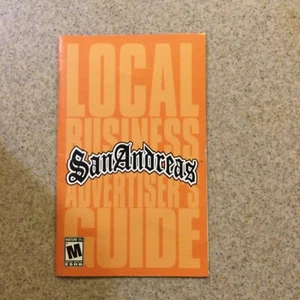 LOCAL
BUSINESS
San Andreas
ADVERTISER'S
GUIDE
MATURE 17+
M
ESRB